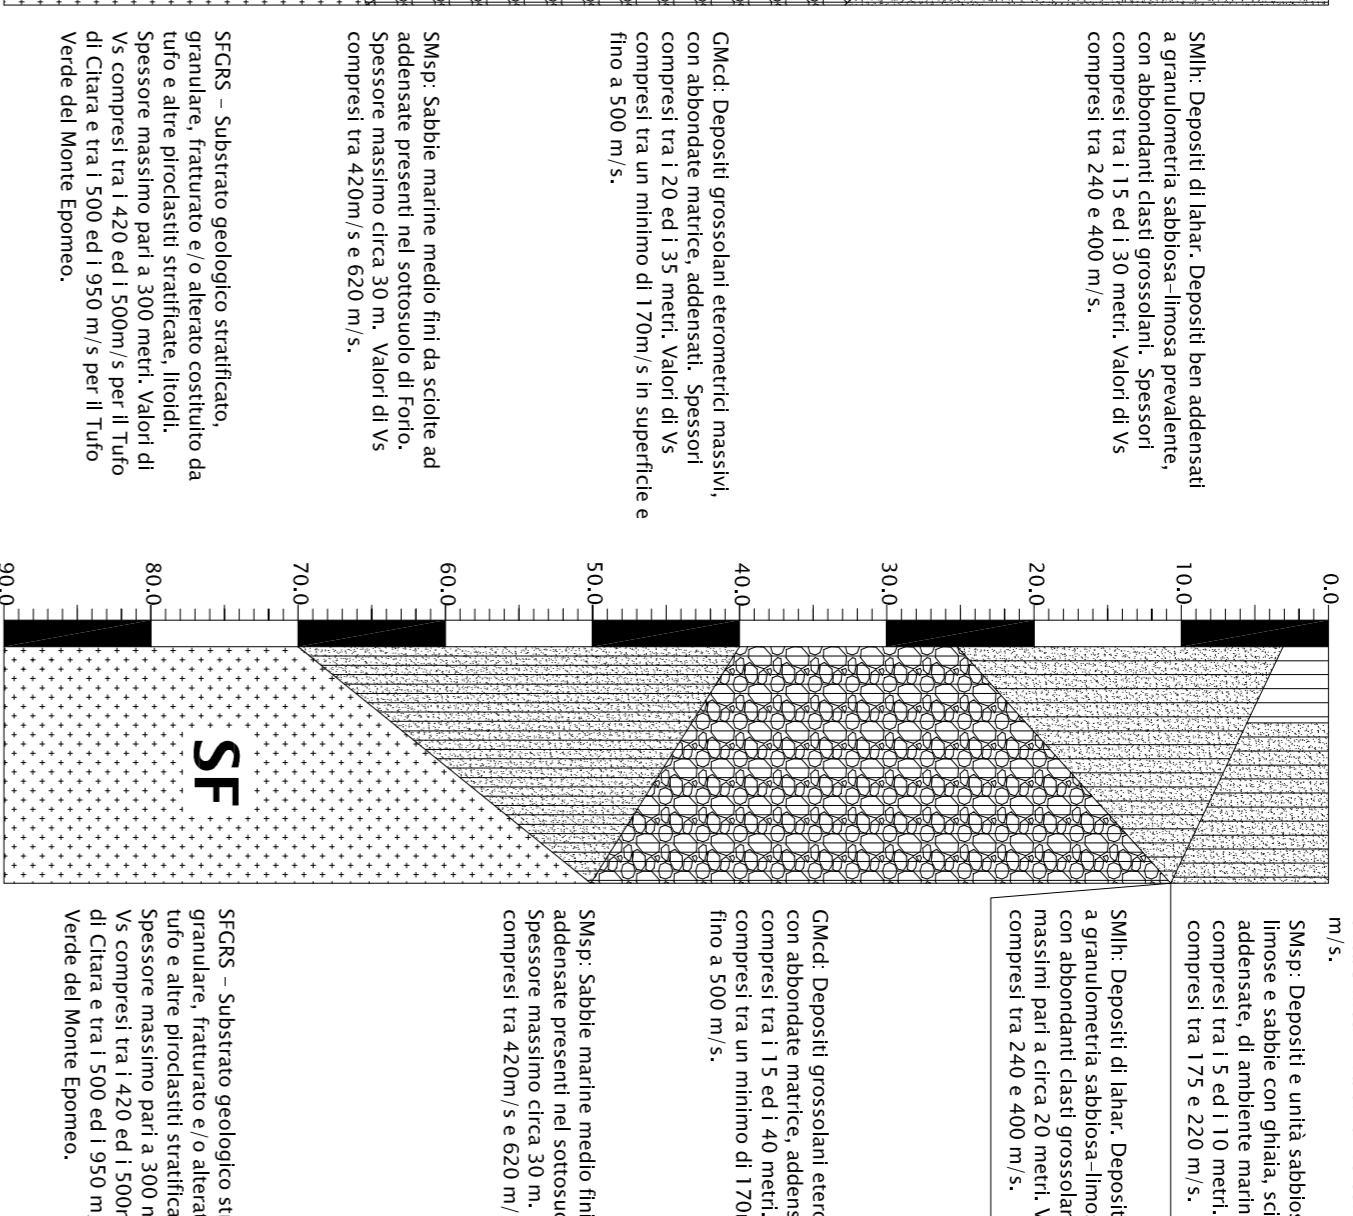 SMlh: Depositi di lahar. Depositi ben addensati
a granulometria sabbiosa-limosa prevalente,
con abbondanti clasti grossolani. Spessori
compresi tra i 15 ed i 30 metri. Valori di Vs
compresi tra 240 e 400 m/s.
GMcd: Depositi grossolani eterometrici massivi,
con abbondate matrice, addensati. Spessori
compresi tra i 20 ed i 35 metri. Valori di Vs
compresi tra un minimo di 170m/s in superficie e
fino a 500 m/s.
SMsp: Sabbie marine medio fini da sciolte ad
addensate presenti nel sottosuolo di Forio.
Spessore massimo circa 30 m. Valori di Vs
compresi tra 420m/s e 620 m/s.
SFGRS - Substrato geologico stratificato,
granulare, fratturato e/o alterato costituito da
tufo e altre piroclastiti stratificate, litoidi.
Spessore massimo pari a 300 metri. Valori di
Vs compresi tra i 420 ed i 500m/s per il Tufo
di Citara e tra i 500 ed i 950 m/s per il Tufo
Verde del Monte Epomeo.
0.0
10.0
20.0
30.0
40.0
50.0
60.0
70.0
80.0
90.0
SF
m/s.
SMsp: Depositi e unità sabbios
limose e sabbie con ghiaia, sci
addensate, di ambiente marin
compresi tra i 5 ed i 10 metri.
compresi tra 175 e 220 m/s.
SMlh: Depositi di lahar. Deposit
a granulometria sabbiosa-limo
con abbondanti clasti grossolar
massimi pari a circa 20 metri. V
compresi tra 240 e 400 m/s.
GMcd: Depositi grossolani etero
con abbondate matrice, addens
compresi tra i 15 ed i 40 metri.
compresi tra un minimo di 170
fino a 500 m/s.
SMsp: Sabbie marine medio fini
addensate presenti nel sottosuo
Spessore massimo circa 30 m.
compresi tra 420m/s e 620 m/
SFGRS - Substrato geologico st
granulare, fratturato e/o alterat
tufo e altre piroclastiti stratifica
Spessore massimo pari a 300 m
Vs compresi tra i 420 ed i 500
di Citara e tra i 500 ed i 950 m
Verde del Monte Epomeo.